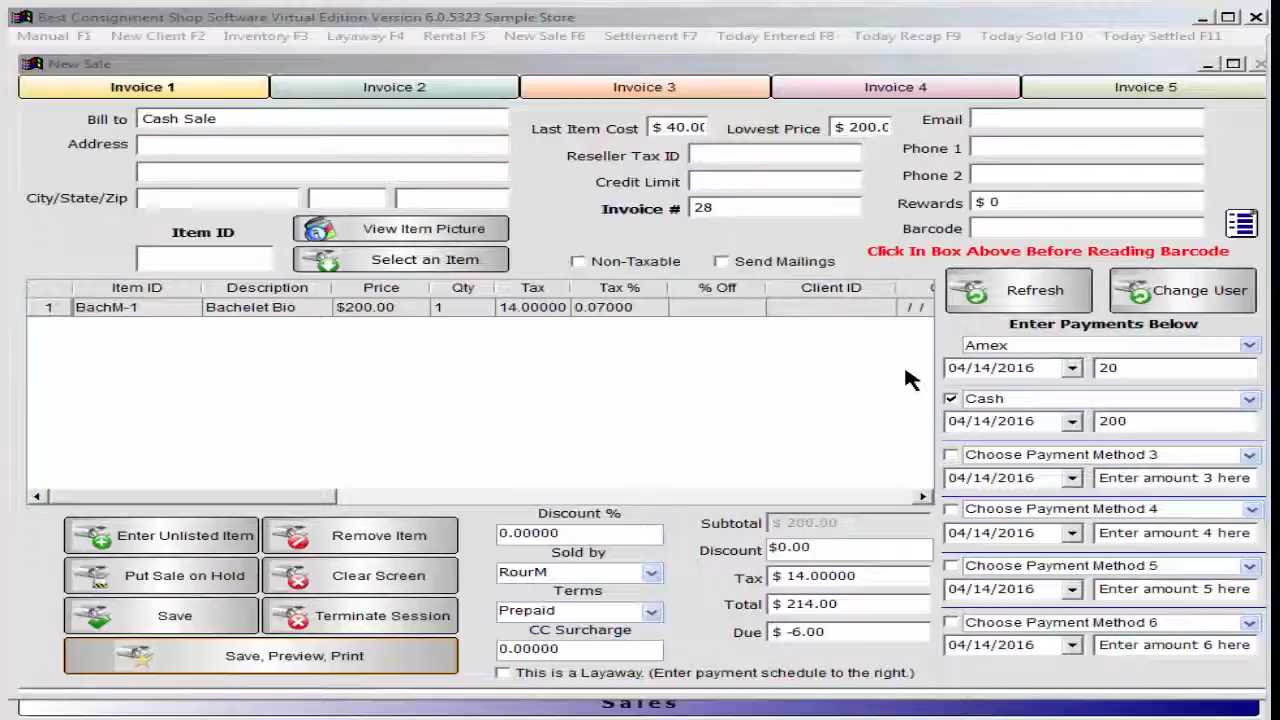 Best Consignment Shop Software Virtual Edition Version 6.0.5323 Sample Store
Manual F1 New Client F2 Inventory F3 Layaway F4 Rental F5 New Sale F6 Settlement F7 Today Entered F8 Today Recap F9 Today Sold F10 Today Settled F11
New Sale
Invoice 1 Invoice 2 Invoice 3 Invoice 4 Invoice 5
Bill to Cash Sale
Address
City/State/Zip
Last Item Cost $ 40.00 Lowest Price $ 200.0
Reseller Tax ID
Credit Limit
Invoice # 28
Email
Phone 1
Phone 2
Rewards $ 0
Barcode
Click In Box Above Before Reading Barcode
Item ID
View Item Picture
Select an Item
Non-Taxable Send Mailings
Refresh Change User
Item ID Description Price Qty Tax Tax % % Off Client ID
1 BachM-1 Bachelet Bio $200.00 1 14.00000 0.07000 / /
Enter Payments Below
Amex
04/14/2016 20
Cash
04/14/2016 200
Choose Payment Method 3
04/14/2016 Enter amount 3 here
Choose Payment Method 4
04/14/2016 Enter amount 4 here
Choose Payment Method 5
04/14/2016 Enter amount 5 here
Choose Payment Method 6
04/14/2016 Enter amount 6 here
Enter Unlisted Item Remove Item
Put Sale on Hold Clear Screen
Save Terminate Session
Save, Preview, Print
Discount %
0.00000
Sold by
RourM
Terms
Prepaid
CC Surcharge
0.00000
Subtotal $ 200.00
Discount $0.00
Tax $ 14.00000
Total $ 214.00
Due $ -6.00
This is a Layaway. (Enter payment schedule to the right.)
Sales